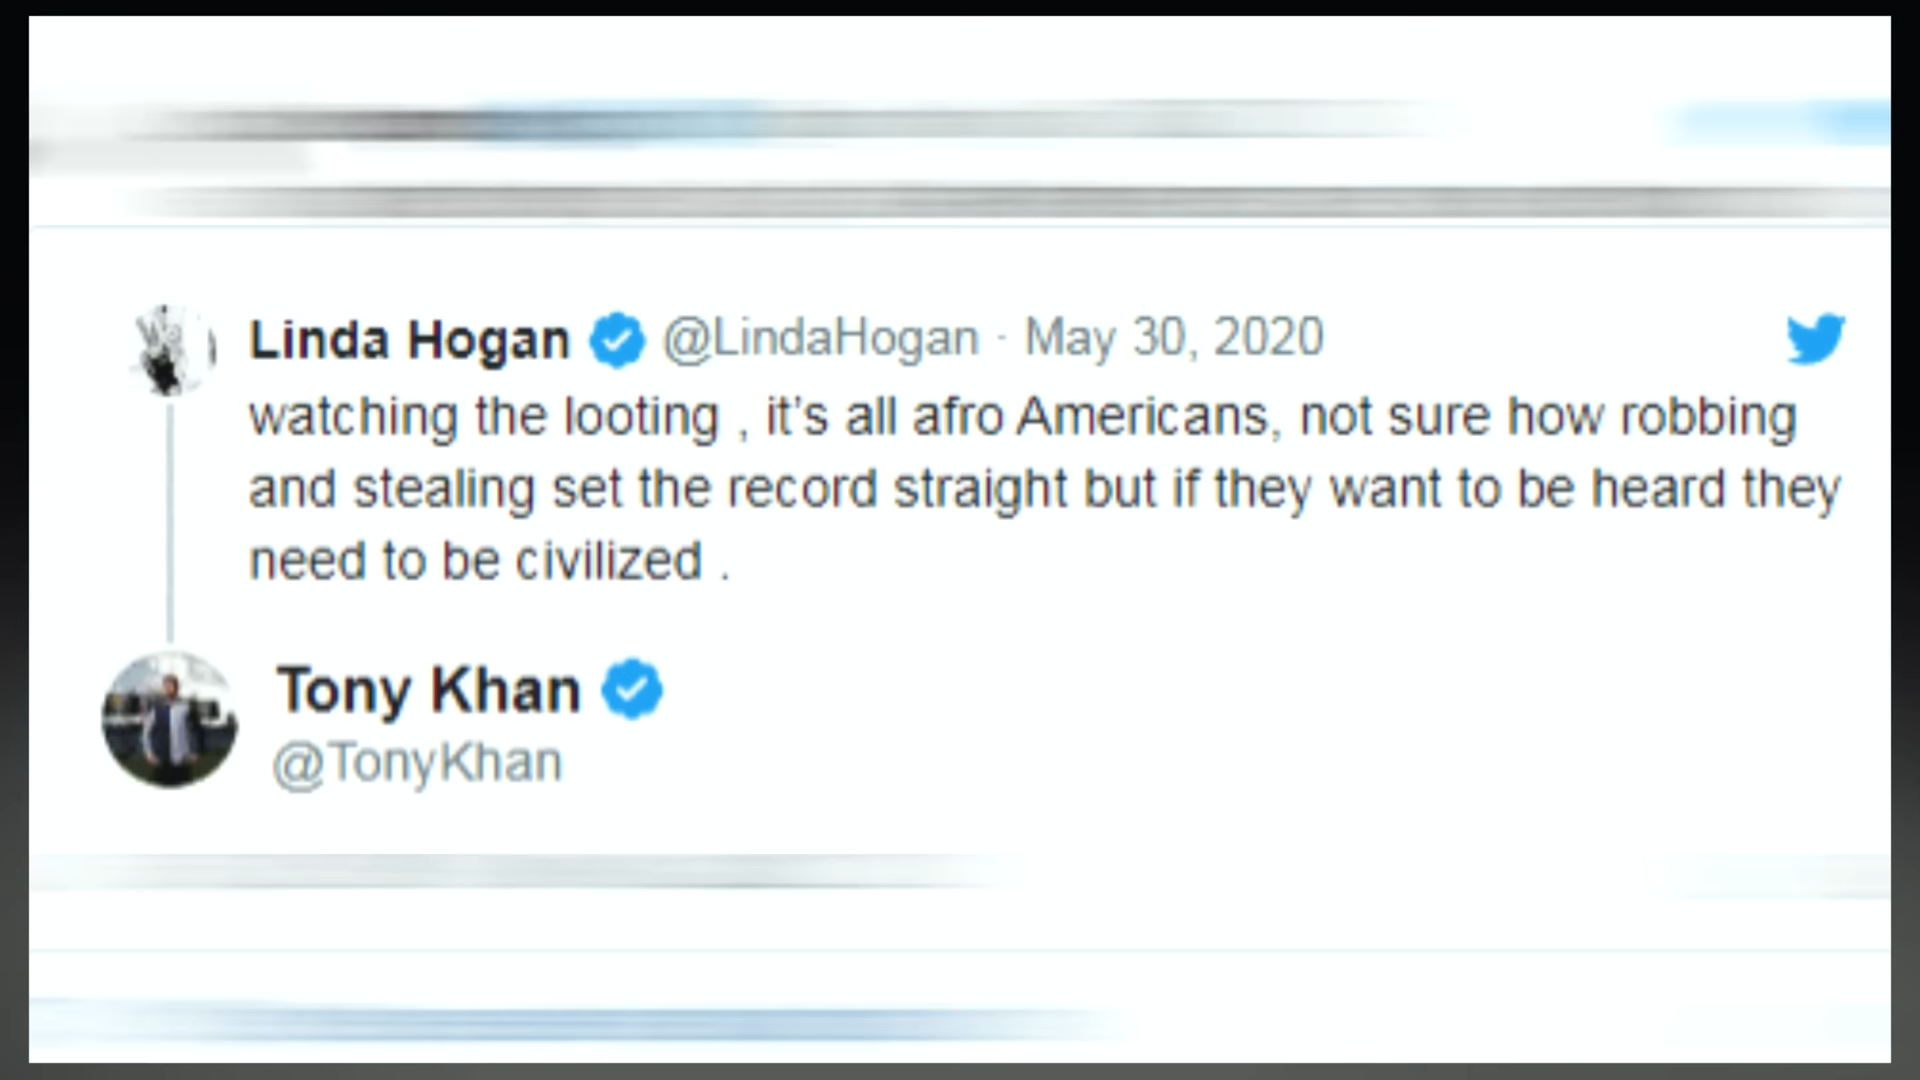 Linda Hogan @LindaHogan · May 30, 2020
watching the looting , it's all afro Americans, not sure how robbing
and stealing set the record straight but if they want to be heard they
need to be civilized .
Tony Khan
@TonyKhan